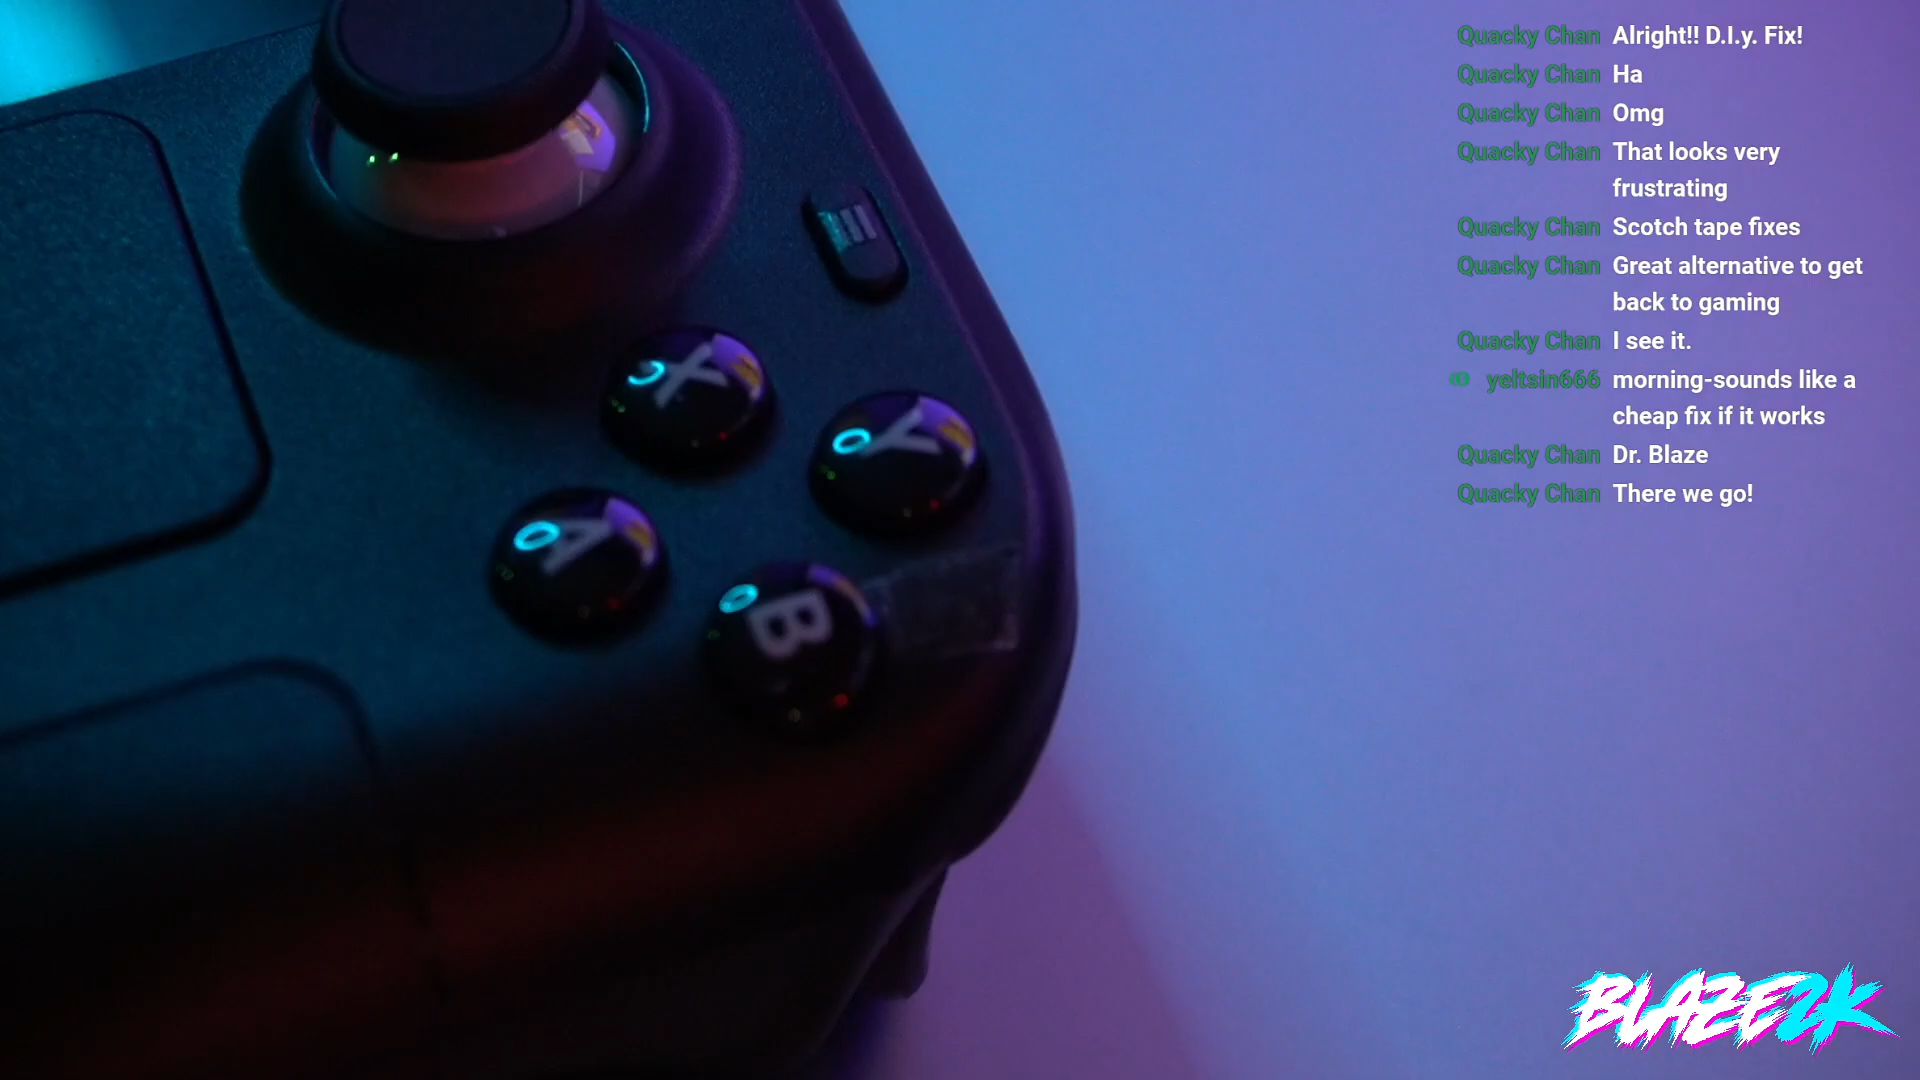 Quacky Chan Alright!! D.I.y. Fix!
Quacky Chan Ha
Quacky Chan Omg
Quacky Chan That looks very
frustrating
Quacky Chan Scotch tape fixes
Quacky Chan Great alternative to get
back to gaming
Quacky Chan I see it.
yeltsin666 morning-sounds like a
cheap fix if it works
Quacky Chan Dr. Blaze
Quacky Chan There we go!
X
Y
A
B
BLAZE2K